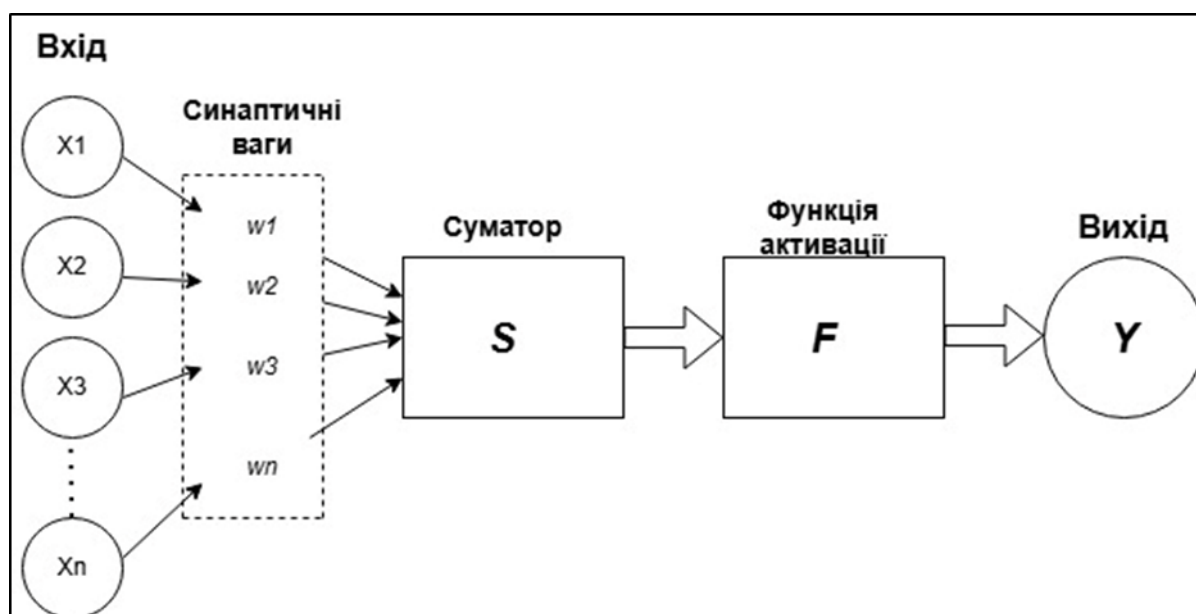 Вхід
X1
X2
X3
Xn
Синаптичні
ваги
w1
w2
w3
wn
Суматор
S
Функція
активації
F
Вихід
Y